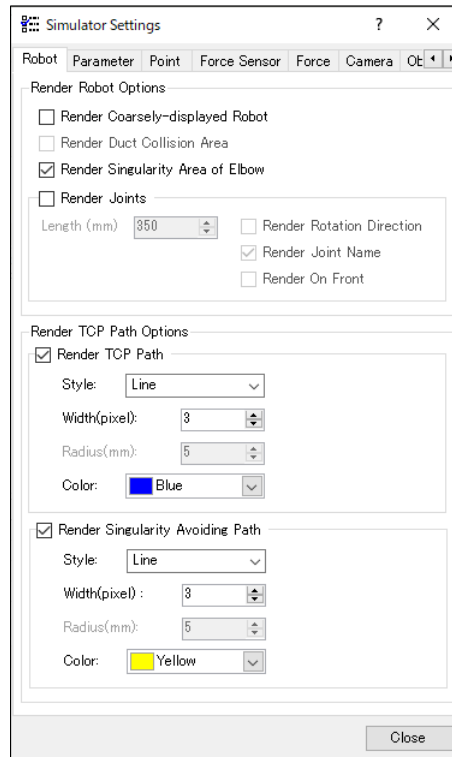 Simulator Settings ? ×
Robot Parameter Point Force Sensor Force Camera
Render Robot Options
Render Coarsely-displayed Robot
Render Duct Collision Area
Render Singularity Area of Elbow
Render Joints
Length (mm) 350 Render Rotation Direction
Render Joint Name
Render On Front
Render TCP Path Options
Render TCP Path
Style: Line
Width(pixel): 3
Radius(mm): 5
Color: Blue
Render Singularity Avoiding Path
Style: Line
Width(pixel) : 3
Radius(mm): 5
Color: Yellow
Close